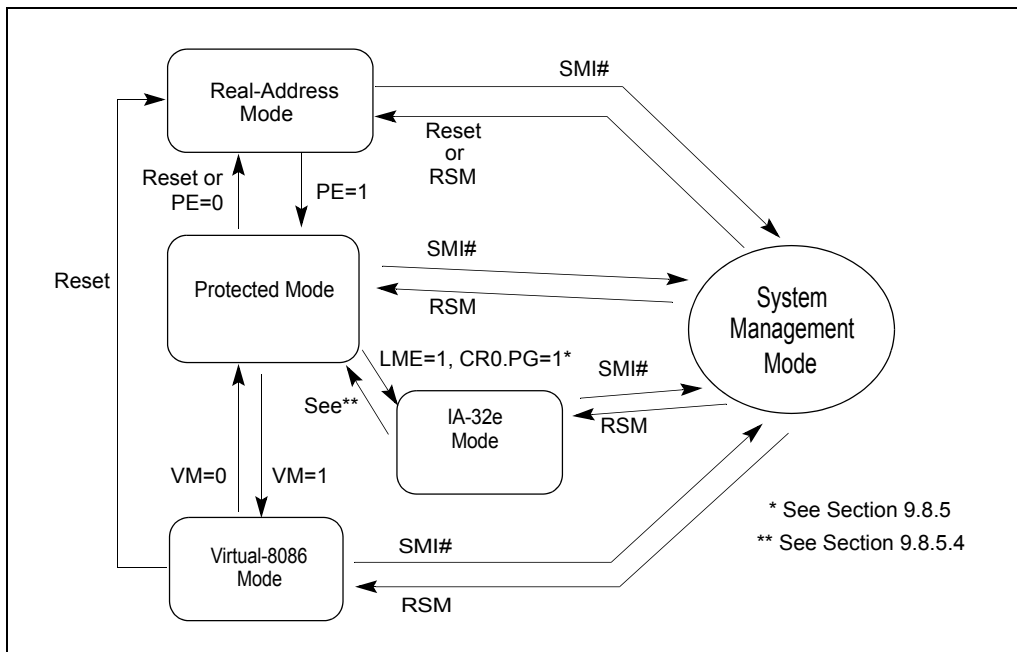 Real-Address
Mode
SMI#
Reset
or
RSM
Reset or
PE=0
PE=1
Reset
Protected Mode
SMI#
RSM
System
Management
Mode
LME=1, CR0.PG=1*
See**
IA-32e
Mode
SMI#
RSM
VM=0
VM=1
Virtual-8086
Mode
SMI#
RSM
* See Section 9.8.5
** See Section 9.8.5.4